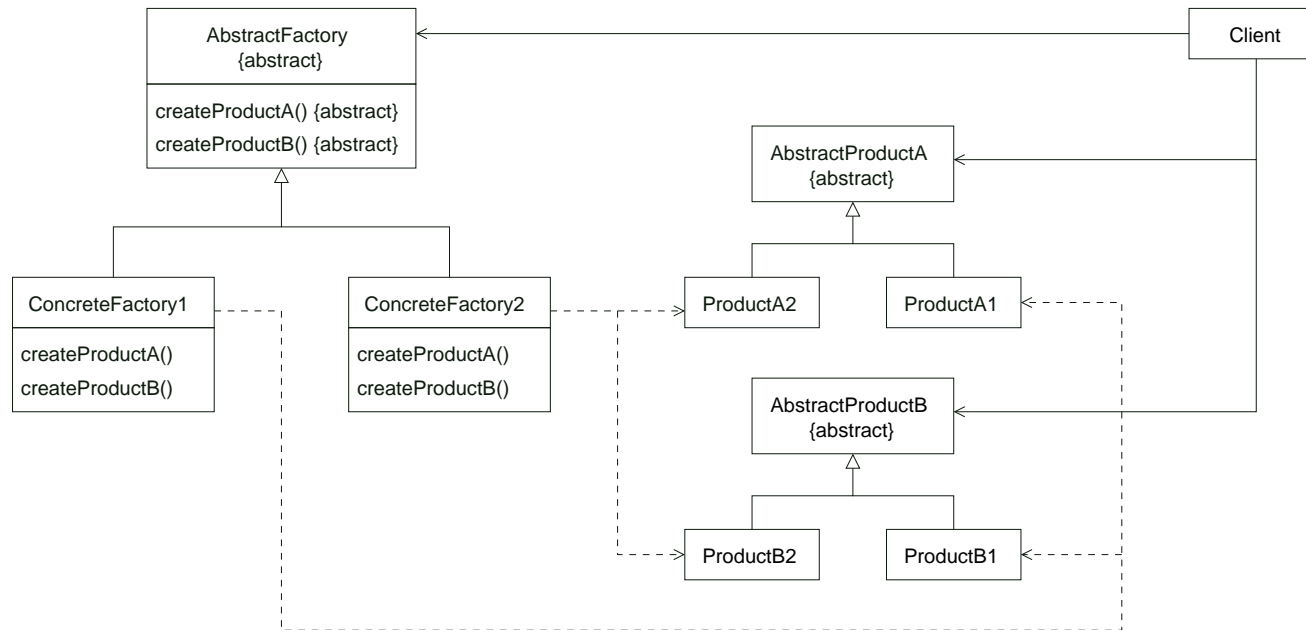 AbstractFactory
{abstract}
createProductA() {abstract}
createProductB() {abstract}
Client
AbstractProductA
{abstract}
ConcreteFactory1
createProductA()
createProductB()
ConcreteFactory2
createProductA()
createProductB()
ProductA2
ProductA1
AbstractProductB
{abstract}
ProductB2
ProductB1